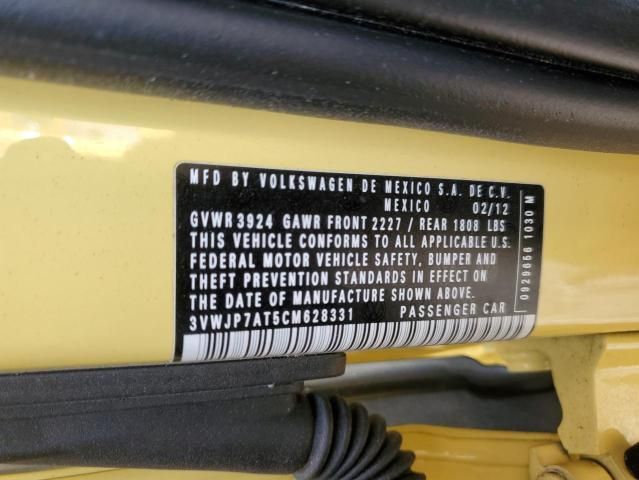 MFD BY VOLKSWAGEN DE MEXICO S.A. DE C.V.
MEXICO 02/12
GVWR 3924 GAWR FRONT 2227 / REAR 1808 LBS
THIS VEHICLE CONFORMS TO ALL APPLICABLE U.S.
FEDERAL MOTOR VEHICLE SAFETY, BUMPER AND
THEFT PREVENTION STANDARDS IN EFFECT ON
THE DATE OF MANUFACTURE SHOWN ABOVE.
3VWJP7AT5CM628331 PASSENGER CAR
0929656 1030 M